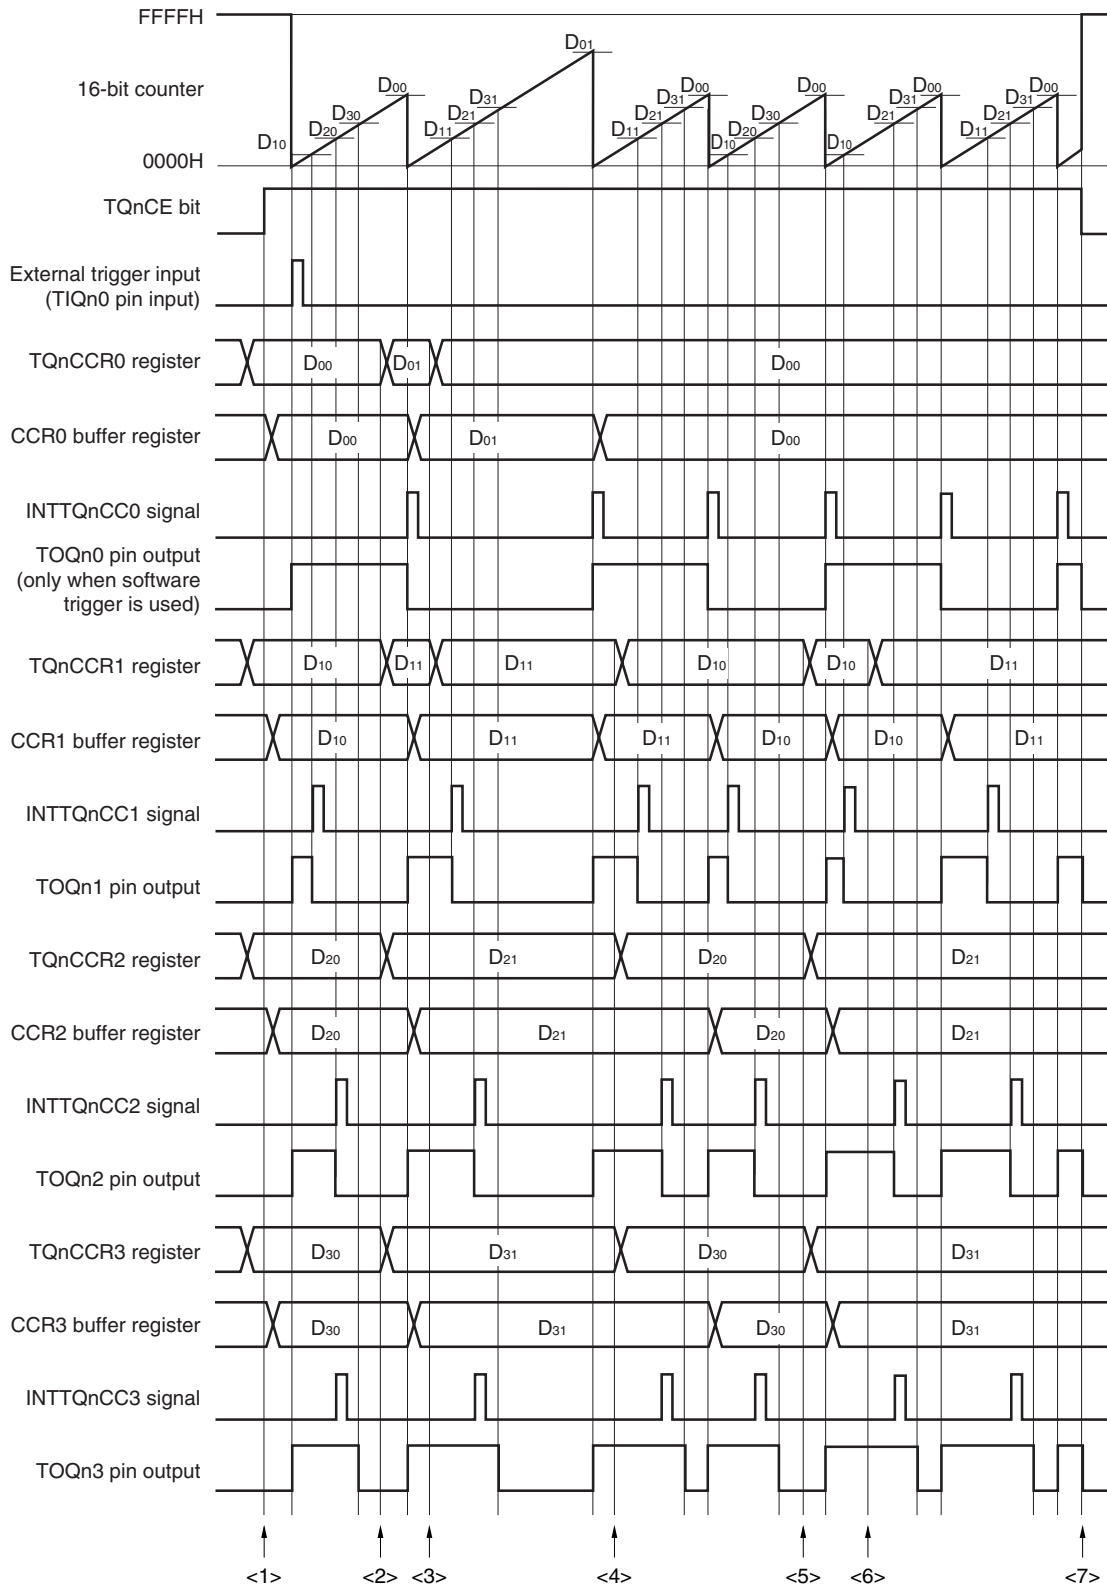 FFFFH
16-bit counter
0000H
D10 D20 D30 D00 D11 D21 D31 D01 D11 D21 D31 D00 D10 D20 D30 D00 D10 D21 D31 D00 D11 D21 D31 D00
TQnCE bit
External trigger input
(TIQn0 pin input)
TQnCCR0 register D00 D01 D00
CCR0 buffer register D00 D01 D00
INTTQnCC0 signal
TOQn0 pin output
(only when software
trigger is used)
TQnCCR1 register D10 D11 D11 D10 D10 D11
CCR1 buffer register D10 D11 D11 D10 D10 D11
INTTQnCC1 signal
TOQn1 pin output
TQnCCR2 register D20 D21 D20 D21
CCR2 buffer register D20 D21 D20 D21
INTTQnCC2 signal
TOQn2 pin output
TQnCCR3 register D30 D31 D30 D31
CCR3 buffer register D30 D31 D30 D31
INTTQnCC3 signal
TOQn3 pin output
<1> <2> <3> <4> <5> <6> <7>